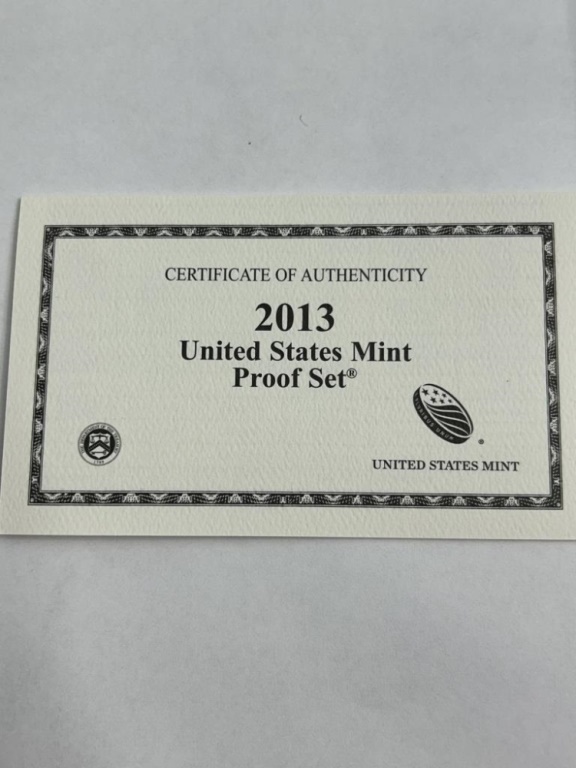 CERTIFICATE OF AUTHENTICITY
2013
United States Mint
Proof Set®
UNITED STATES MINT